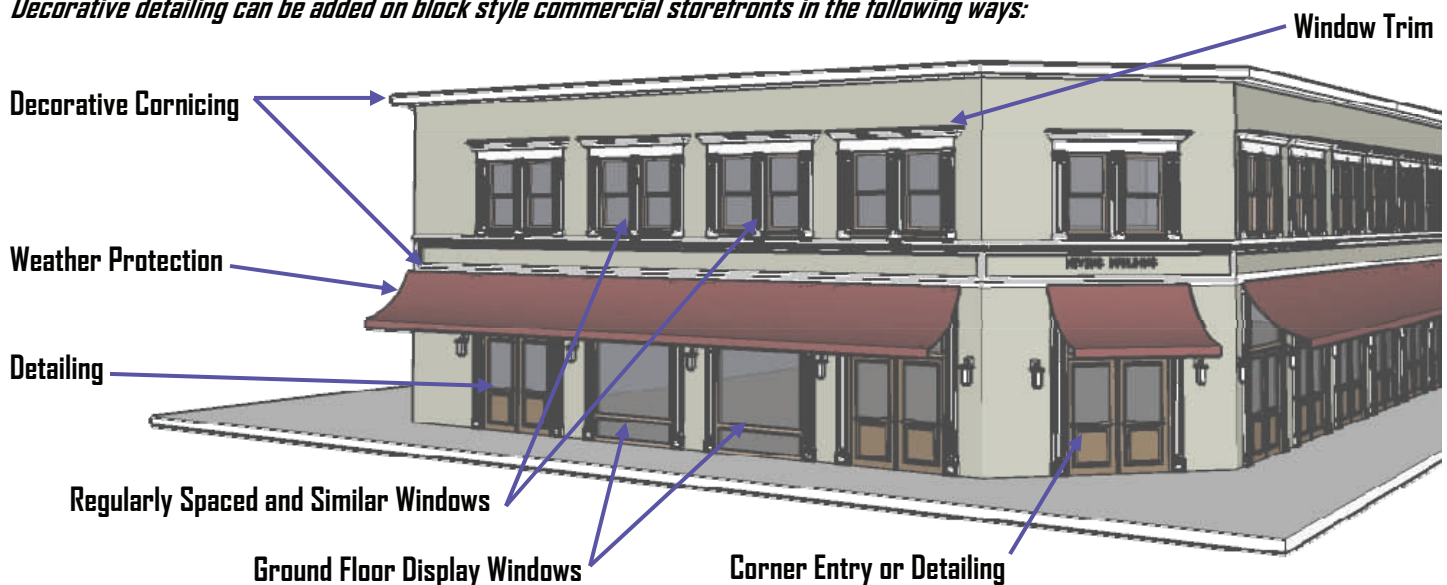 Decorative detailing can be added on block style commercial storefronts in the following ways:
Window Trim
Decorative Cornicing
Weather Protection
Detailing
Regularly Spaced and Similar Windows
Ground Floor Display Windows
Corner Entry or Detailing